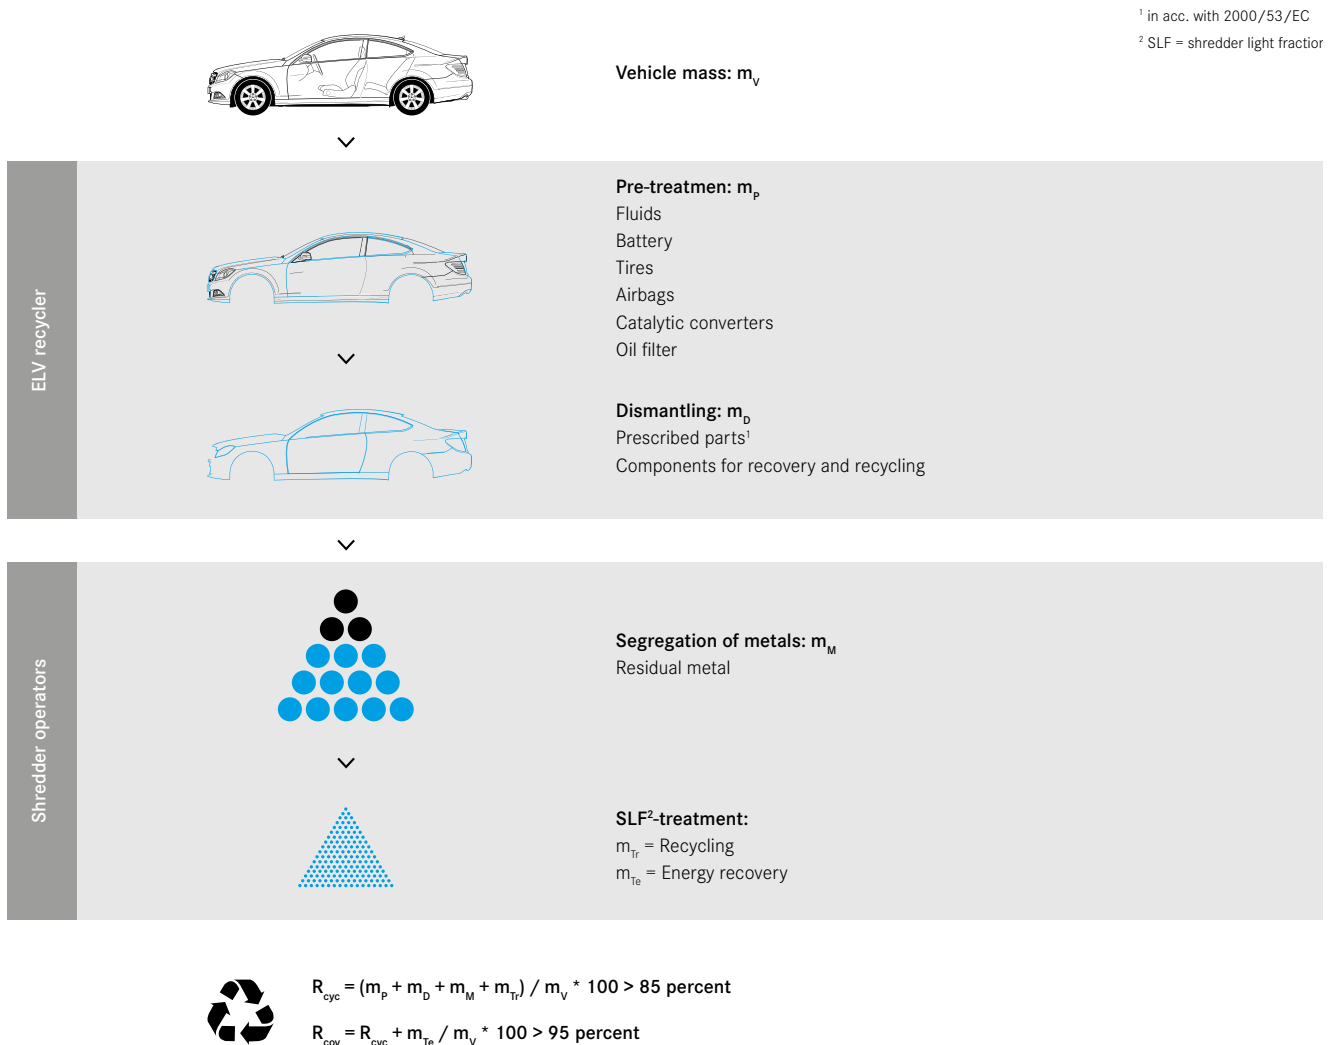 ¹ in acc. with 2000/53/EC
² SLF = shredder light fraction
Vehicle mass: mV
ELV recycler
Pre-treatmen: mP
Fluids
Battery
Tires
Airbags
Catalytic converters
Oil filter
Dismantling: mD
Prescribed parts¹
Components for recovery and recycling
Shredder operators
Segregation of metals: mM
Residual metal
SLF²-treatment:
mTr = Recycling
mTe = Energy recovery
Rcyc = (mP + mD + mM + mTr) / mV * 100 > 85 percent
Rcov = Rcyc + mTe / mV * 100 > 95 percent